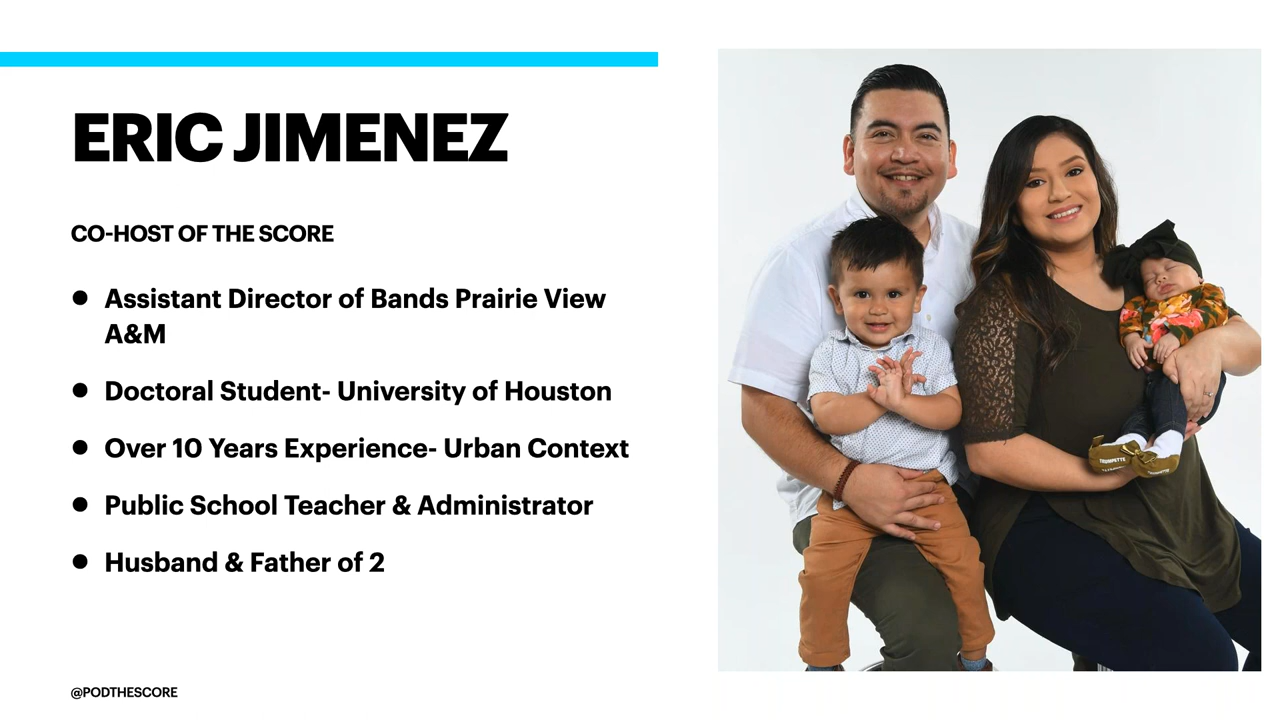 ERIC JIMENEZ
CO-HOST OF THE SCORE
● Assistant Director of Bands Prairie View
A&M
● Doctoral Student- University of Houston
● Over 10 Years Experience- Urban Context
● Public School Teacher & Administrator
● Husband & Father of 2
@PODTHESCORE
TRUMPETTE